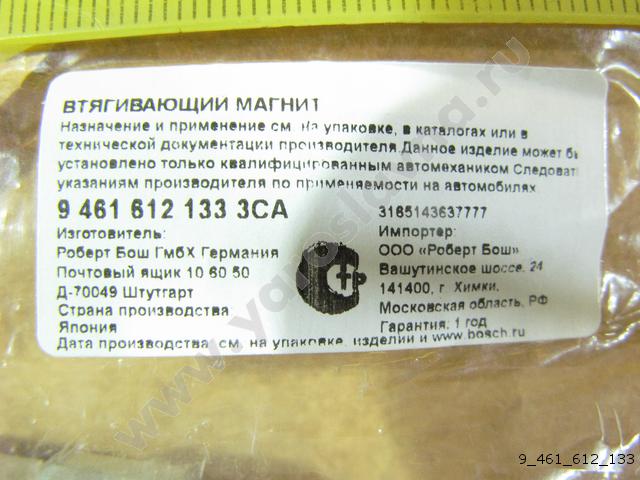 ВТЯГИВАЮЩИЙ МАГНИТ
Назначение и применение см. на упаковке, в каталогах или в
технической документации производителя.Данное изделие может бы
установлено только квалифицированным автомехаником Следоват
указаниям производителя по применяемости на автомобилях
9 461 612 133 3CA
3165143637777
Изготовитель:
Роберт Бош ГмбХ Германия
Почтовый ящик 10 60 50
Д-70049 Штутгарт
Страна производства:
Япония
Импортер:
ООО «Роберт Бош»
Вашутинское шоссе. 24
141400, г. Химки.
Московская область, РФ
Гарантия: 1 год
Дата производства, см. на упаковке, изделии и www.bosch.ru
9_461_612_133